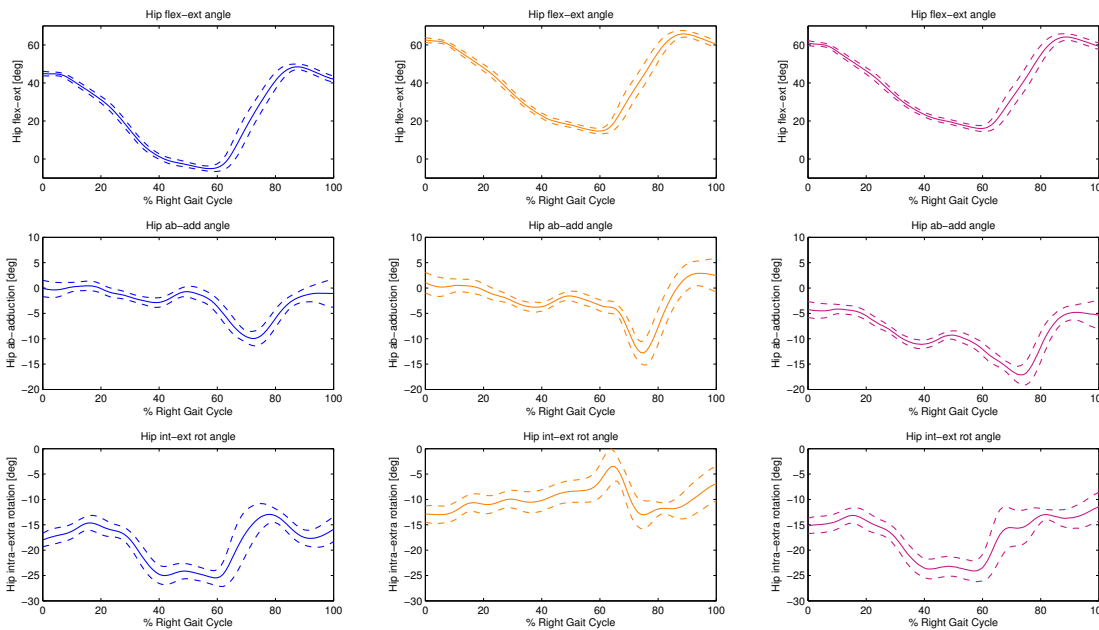 Hip flex−ext angle
Hip flex−ext [deg]
60
40
20
0
0 20 40 60 80 100
% Right Gait Cycle
Hip flex−ext angle
Hip flex−ext [deg]
60
40
20
0
0 20 40 60 80 100
% Right Gait Cycle
Hip flex−ext angle
Hip flex−ext [deg]
60
40
20
0
0 20 40 60 80 100
% Right Gait Cycle
Hip ab−add angle
Hip ab−adduction [deg]
10
5
0
−5
−10
−15
−20
0 20 40 60 80 100
% Right Gait Cycle
Hip ab−add angle
Hip ab−adduction [deg]
10
5
0
−5
−10
−15
−20
0 20 40 60 80 100
% Right Gait Cycle
Hip ab−add angle
Hip ab−adduction [deg]
10
5
0
−5
−10
−15
−20
0 20 40 60 80 100
% Right Gait Cycle
Hip int−ext rot angle
Hip intra−extra rotation [deg]
0
−5
−10
−15
−20
−25
−30
0 20 40 60 80 100
% Right Gait Cycle
Hip int−ext rot angle
Hip intra−extra rotation [deg]
0
−5
−10
−15
−20
−25
−30
0 20 40 60 80 100
% Right Gait Cycle
Hip int−ext rot angle
Hip intra−extra rotation [deg]
0
−5
−10
−15
−20
−25
−30
0 20 40 60 80 100
% Right Gait Cycle